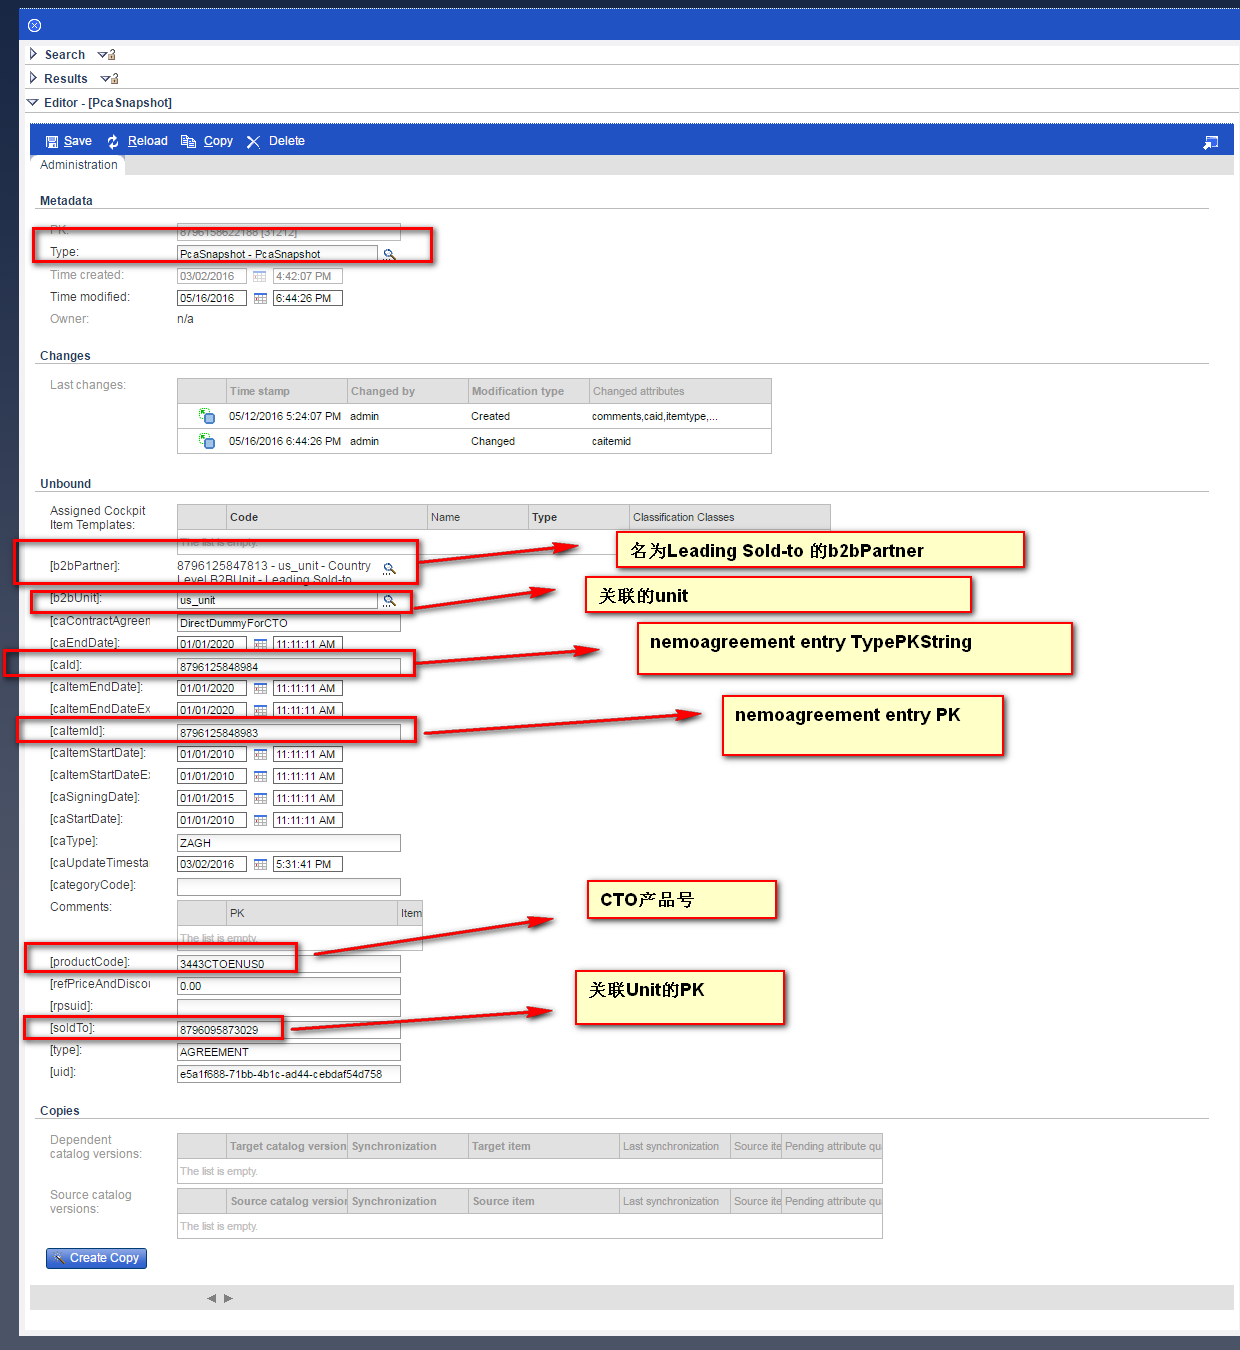 Search
Results
Editor - [PcaSnapshot]
Save Reload Copy Delete
Administration
Metadata
PK: 8796158622188 [31212]
Type: PcaSnapshot - PcaSnapshot
Time created: 03/02/2016 4:42:07 PM
Time modified: 05/16/2016 6:44:26 PM
Owner: n/a
Changes
Last changes:
Time stamp Changed by Modification type Changed attributes
05/12/2016 5:24:07 PM admin Created comments,caid,itemtype,...
05/16/2016 6:44:26 PM admin Changed caitemid
Unbound
Assigned Cockpit
Item Templates:
Code Name Type Classification Classes
The list is empty.
名为Leading Sold-to 的b2bPartner
[b2bPartner]: 8796125847813 - us_unit - Country
Level B2BUnit - Leading Sold-to
关联的unit
[b2bUnit]: us_unit
[caContractAgreen DirectDummyForCTO
[caEndDate]: 01/01/2020 11:11:11 AM
nemoagreement entry TypePKString
[caId]: 8796125848984
[caItemEndDate]: 01/01/2020 11:11:11 AM
[caItemEndDateEx 01/01/2020 11:11:11 AM
nemoagreement entry PK
[caItemId]: 8796125848983
[caItemStartDate]: 01/01/2010 11:11:11 AM
[caItemStartDateEx 01/01/2010 11:11:11 AM
[caSigningDate]: 01/01/2015 11:11:11 AM
[caStartDate]: 01/01/2010 11:11:11 AM
[caType]: ZAGH
[caUpdateTimesta 03/02/2016 5:31:41 PM
[categoryCode]:
CTO产品号
Comments: PK Item
The list is empty.
[productCode]: 3443CTOENUS0
[refPriceAndDiscou 0.00
关联Unit的PK
[rpsuid]:
[soldTo]: 8796095873029
[type]: AGREEMENT
[uid]: e5a1f688-71bb-4b1c-ad44-cebdaf54d758
Copies
Dependent
catalog versions:
Target catalog version Synchronization Target item Last synchronization Source ite Pending attribute qua
The list is empty.
Source catalog
versions:
Source catalog version Synchronization Source item Last synchronization Source ite Pending attribute qua
The list is empty.
Create Copy